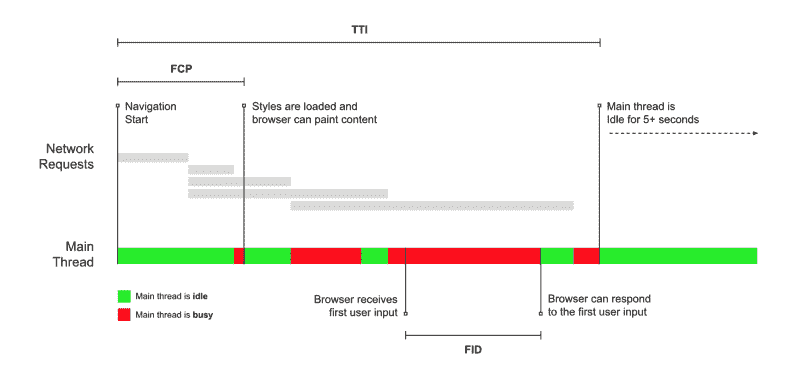 TTI
FCP
Navigation
Start
Styles are loaded and
browser can paint content
Main thread is
Idle for 5+ seconds
Network
Requests
Main
Thread
Main thread is idle
Main thread is busy
Browser receives
first user input
Browser can respond
to the first user input
FID